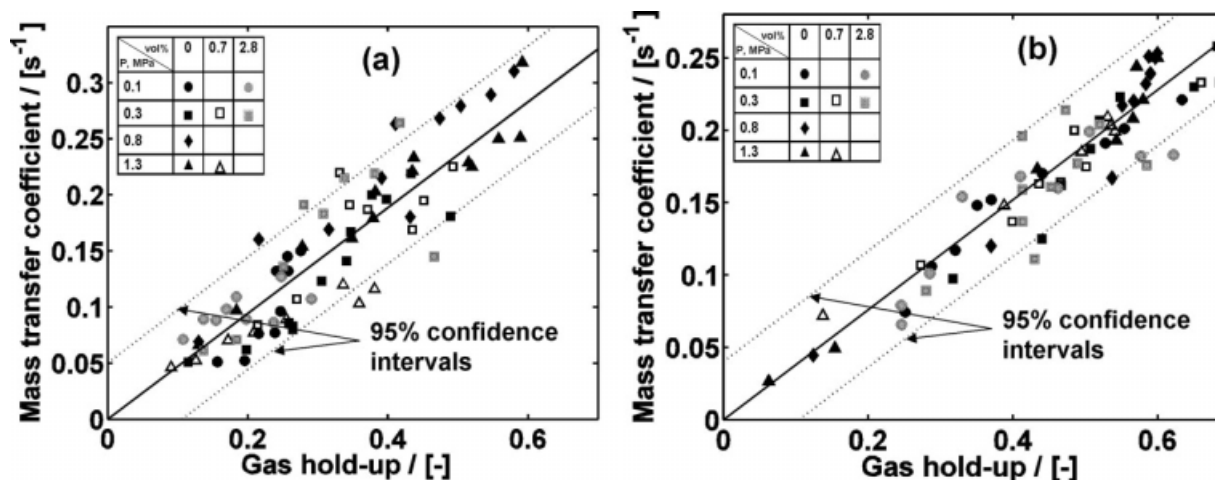 (a)
vol%
P, MPa
0 0.7 2.8
0.1
0.3
0.8
1.3
Mass transfer coefficient / [s⁻¹]
0.3
0.25
0.2
0.15
0.1
0.05
0
95% confidence
intervals
0 0.2 0.4 0.6
Gas hold-up / [-]
(b)
vol%
P, MPa
0 0.7 2.8
0.1
0.3
0.8
1.3
Mass transfer coefficient / [s⁻¹]
0.25
0.2
0.15
0.1
0.05
0
95% confidence
intervals
0 0.2 0.4 0.6
Gas hold-up / [-]